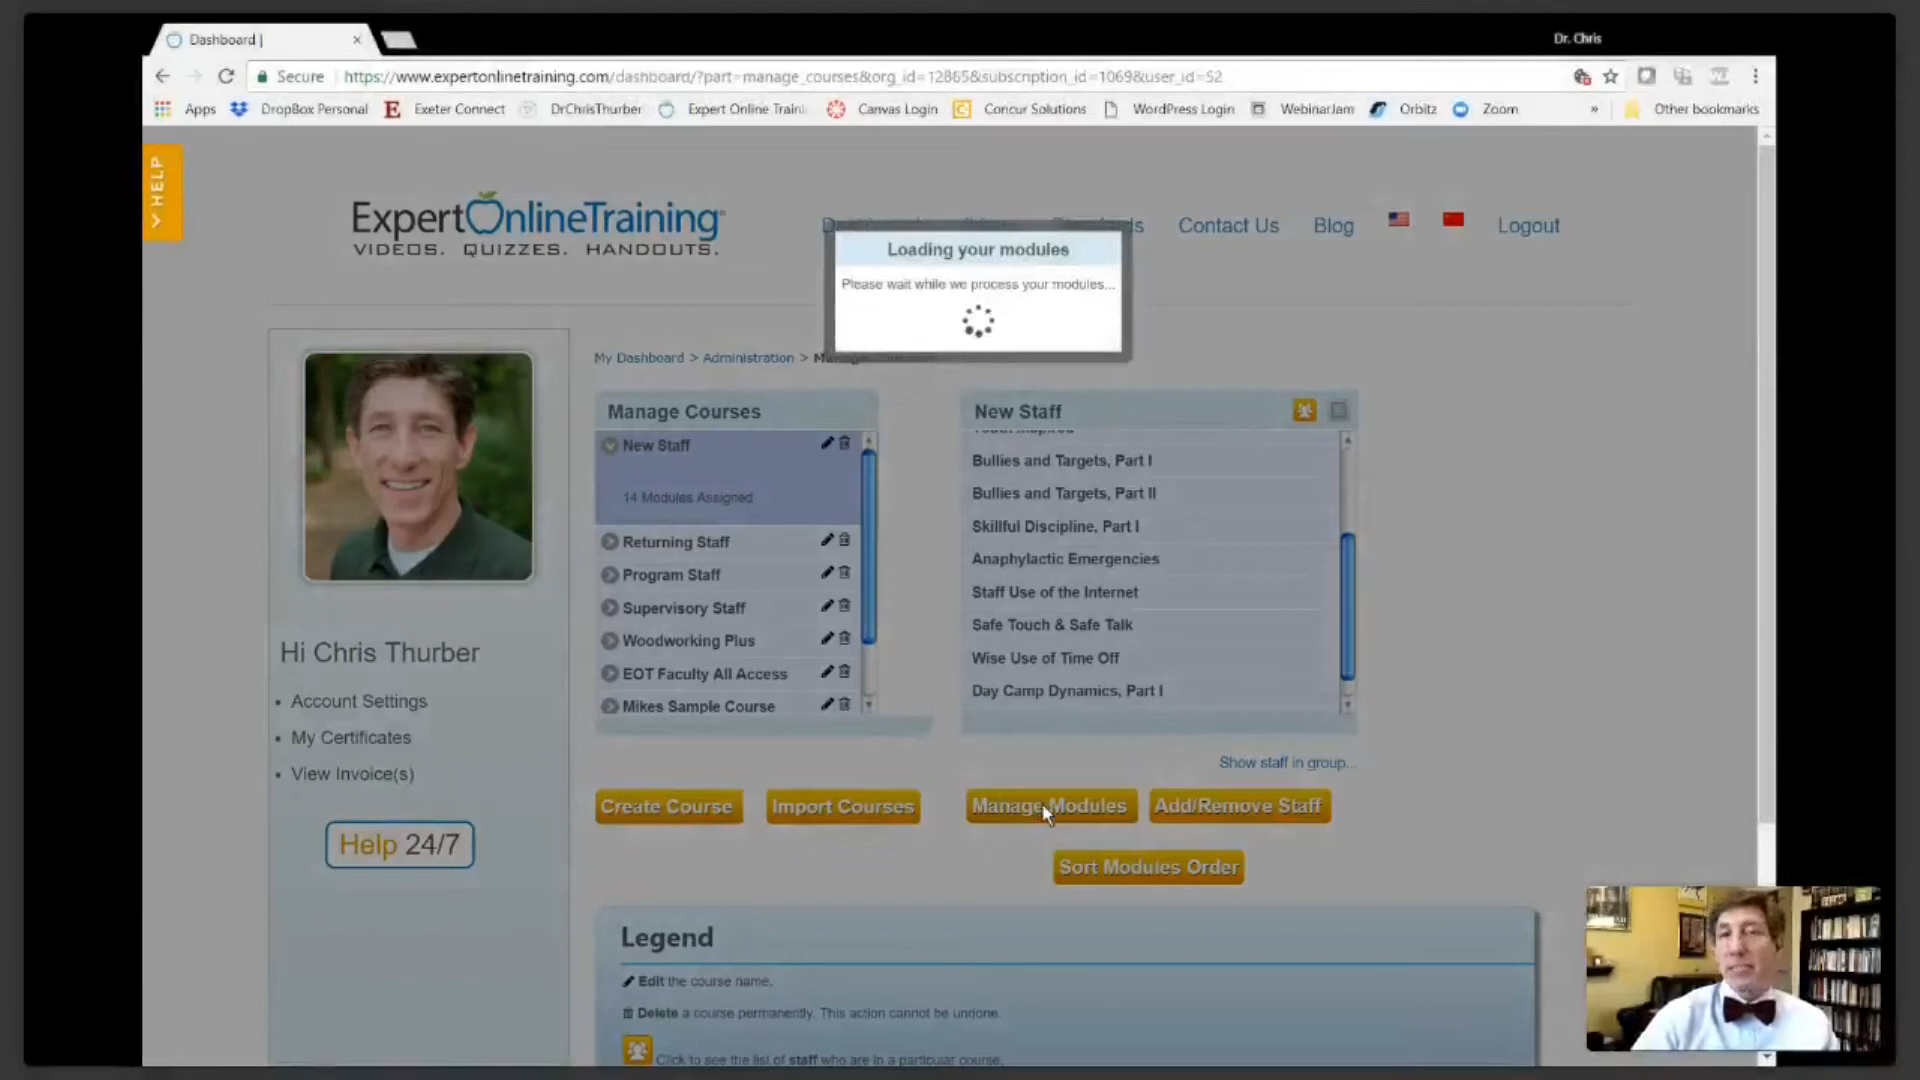 Dashboard |
Dr. Chris
Secure https://www.expertonlinetraining.com/dashboard/?part=manage_courses&org_id=12865&subscription_id=1069&user_id=52
Apps DropBox Personal Exeter Connect DrChrisThurber Expert Online Traini Canvas Login Concur Solutions WordPress Login WebinarJam Orbitz Zoom » Other bookmarks
HELP
ExpertOnlineTraining
VIDEOS. QUIZZES. HANDOUTS.
Contact Us Blog Logout
Loading your modules
Please wait while we process your modules...
My Dashboard > Administration >
Manage Courses
New Staff
14 Modules Assigned
Returning Staff
Program Staff
Supervisory Staff
Woodworking Plus
EOT Faculty All Access
Mikes Sample Course
New Staff
Bullies and Targets, Part I
Bullies and Targets, Part II
Skillful Discipline, Part I
Anaphylactic Emergencies
Staff Use of the Internet
Safe Touch & Safe Talk
Wise Use of Time Off
Day Camp Dynamics, Part I
Show staff in group...
Create Course Import Courses Manage Modules Add/Remove Staff
Sort Modules Order
Hi Chris Thurber
• Account Settings
• My Certificates
• View Invoice(s)
Help 24/7
Legend
Edit the course name.
Delete a course permanently. This action cannot be undone.
Click to see the list of staff who are in a particular course.